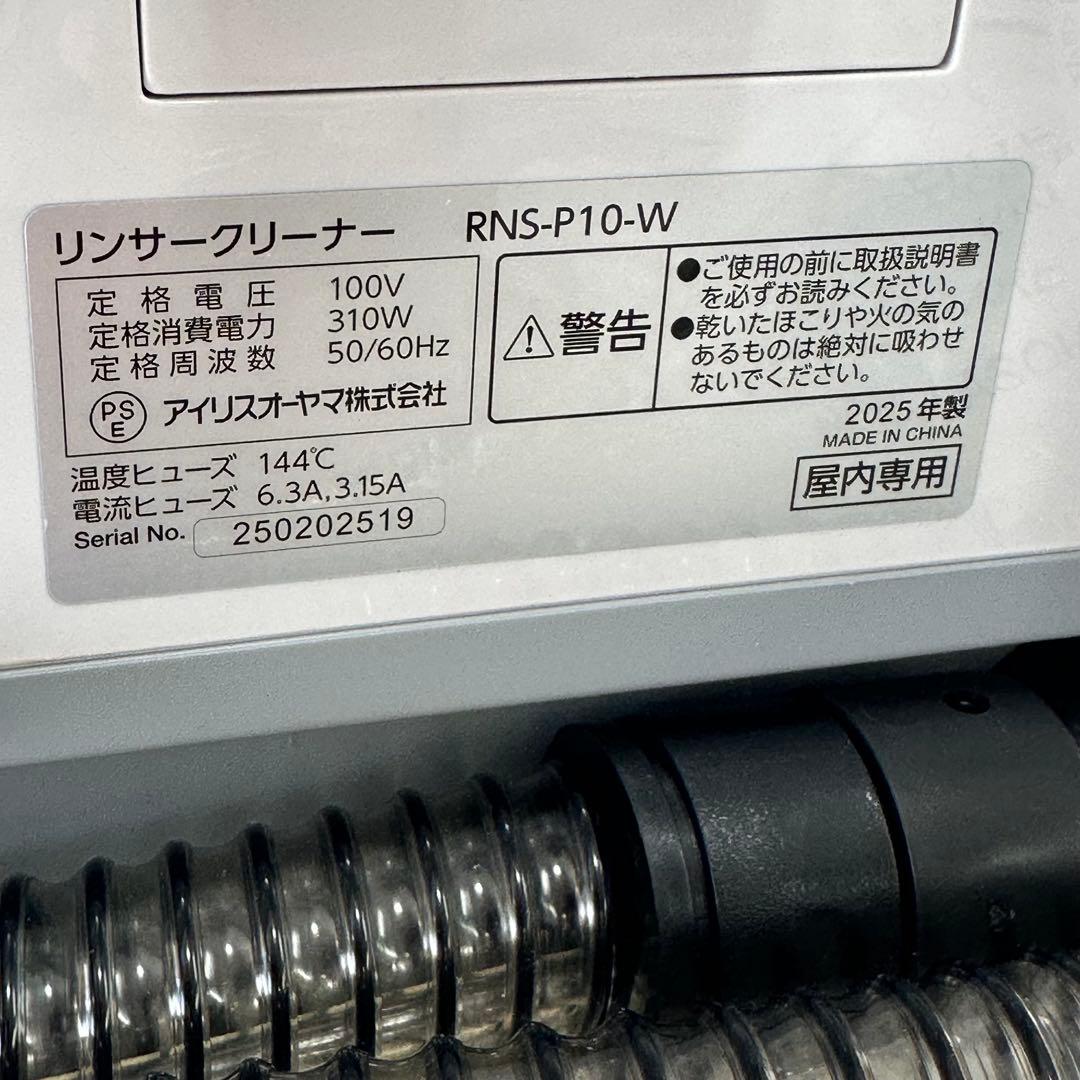 リンサークリーナー RNS-P10-W
定格電圧 100V
定格消費電力 310W
定格周波数 50/60Hz
PSE アイリスオーヤマ株式会社
温度ヒューズ 144℃
電流ヒューズ 6.3A,3.15A
Serial No. 250202519
警告
●ご使用の前に取扱説明書
を必ずお読みください。
●乾いたほこりや火の気の
あるものは絶対に吸わせ
ないでください。
2025年製
MADE IN CHINA
屋内専用